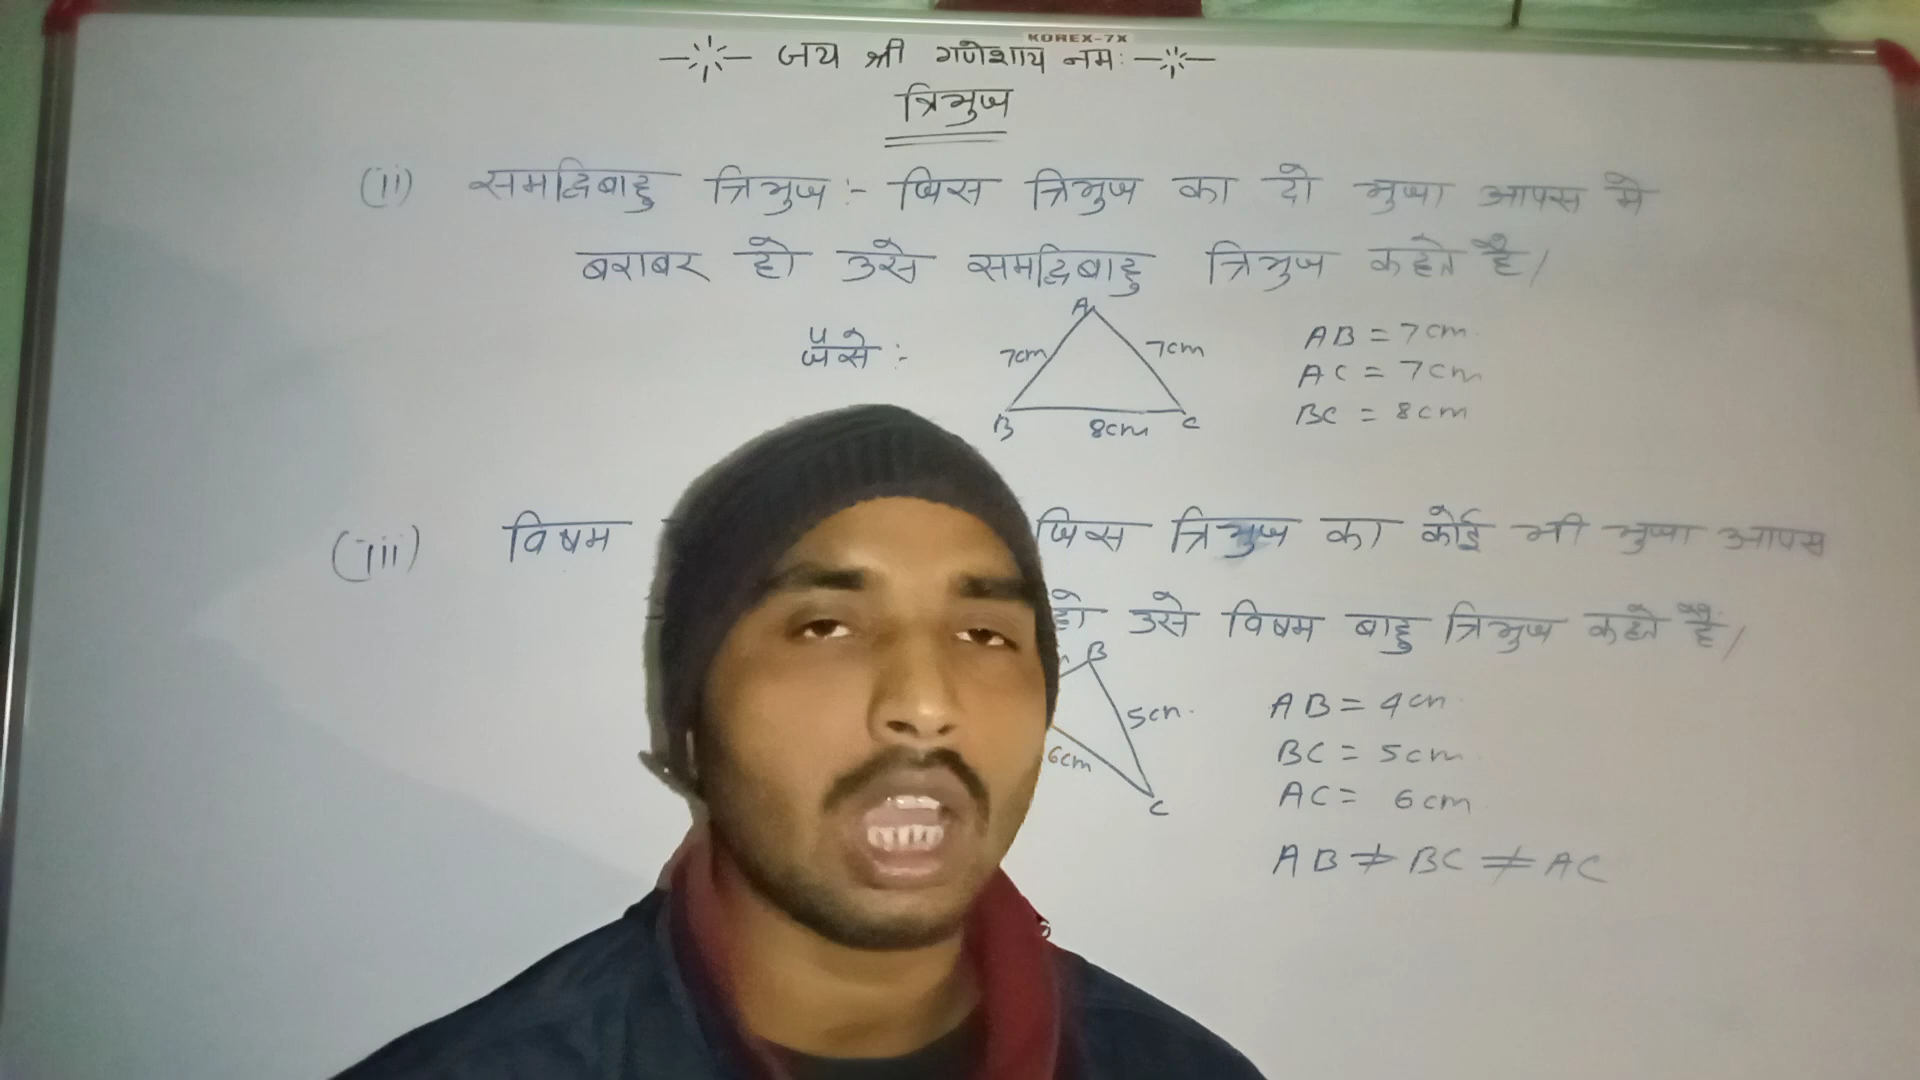 KOREX-7X
जय श्री गणेशाय नमः
त्रिभुज
(ii) समद्विबाहु त्रिभुज :- जिस त्रिभुज का दो भुजा आपस मे
बराबर हो उसे समद्विबाहु त्रिभुज कहते है।
जैसे :-
A
7cm
7cm
B
8cm
C
AB = 7cm
AC = 7cm
BC = 8cm
(iii) विषम जिस त्रिभुज का कोई भी भुजा आपस
हो उसे विषम बाहु त्रिभुज कहते हैं।
B
5cm
6cm
C
AB = 4cm
BC = 5cm
AC = 6cm
AB ≠ BC ≠ AC